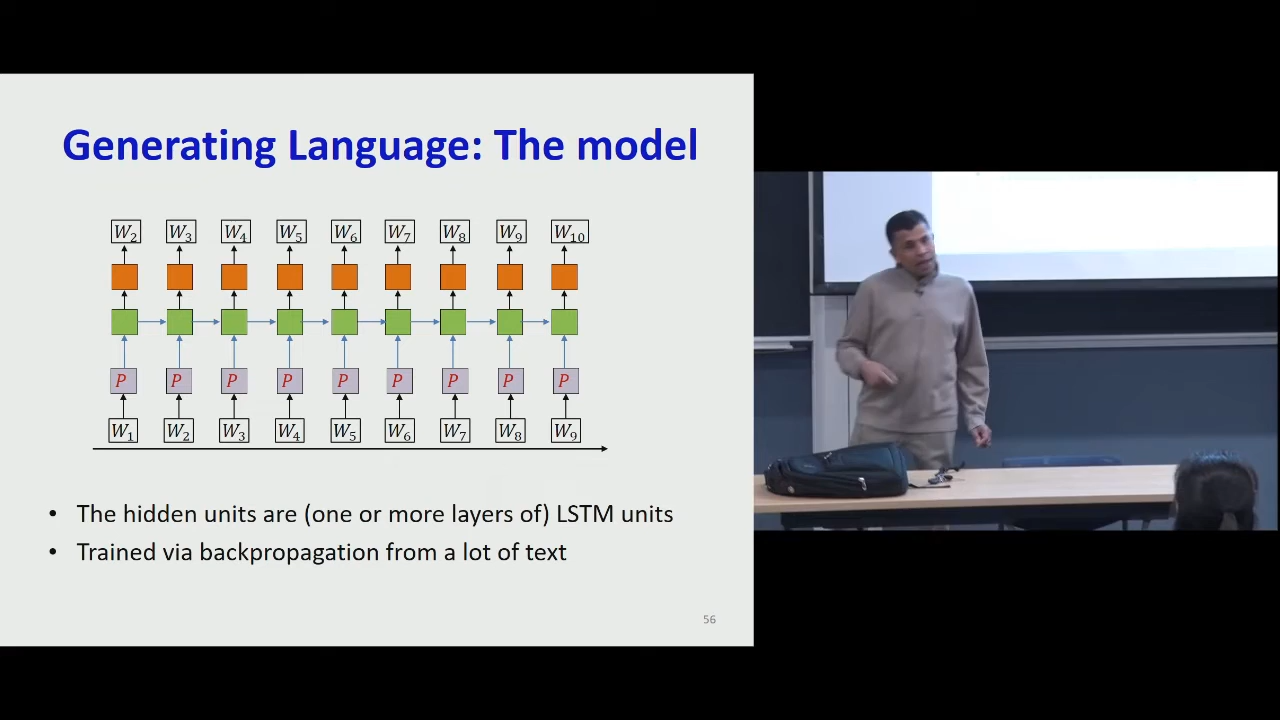 Generating Language: The model
W2 W3 W4 W5 W6 W7 W8 W9 W10
P P P P P P P P P
W1 W2 W3 W4 W5 W6 W7 W8 W9
• The hidden units are (one or more layers of) LSTM units
• Trained via backpropagation from a lot of text
56